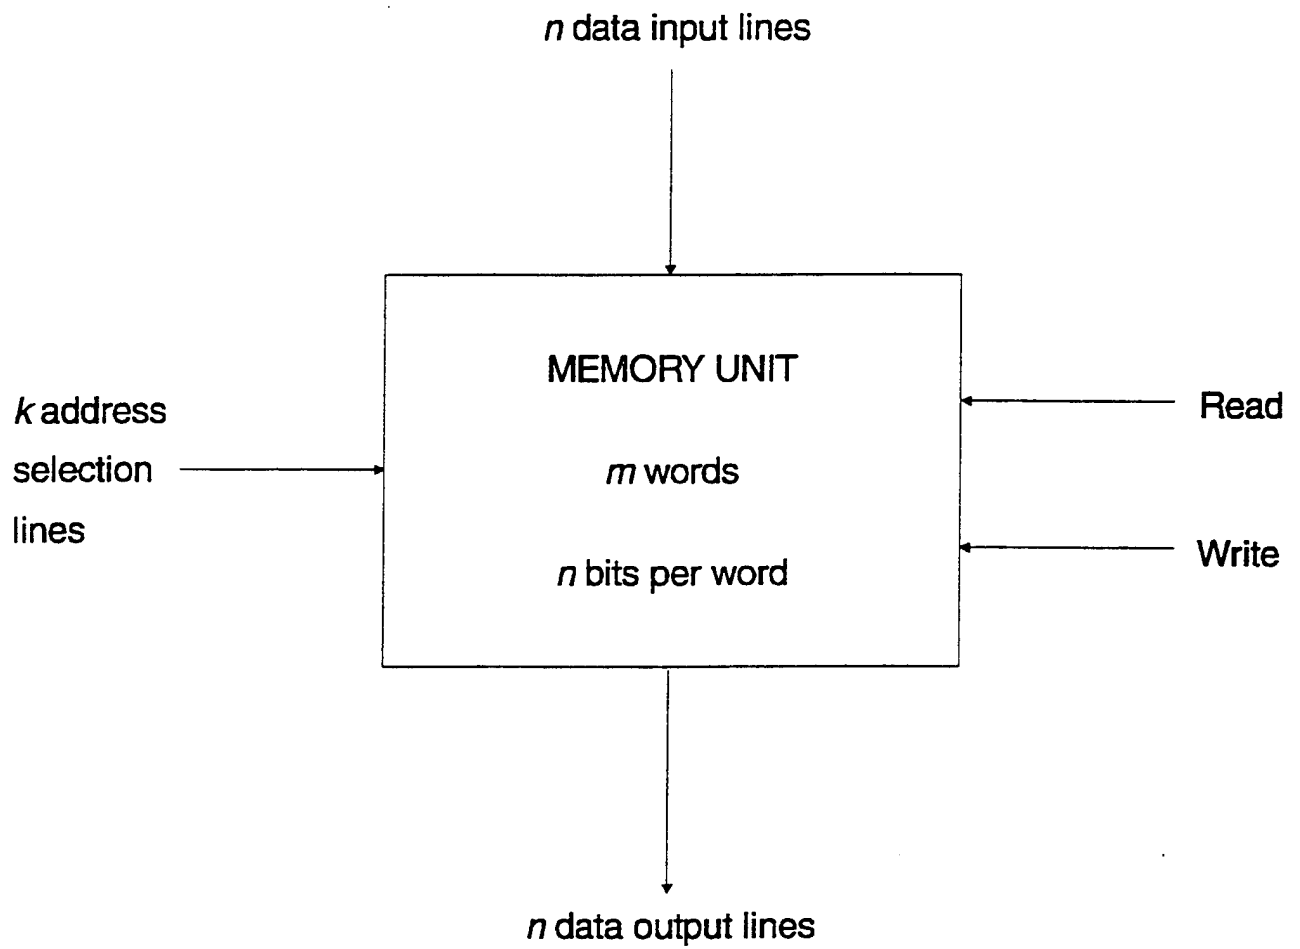 n data input lines
MEMORY UNIT
k address
selection
lines
m words
n bits per word
Read
Write
n data output lines